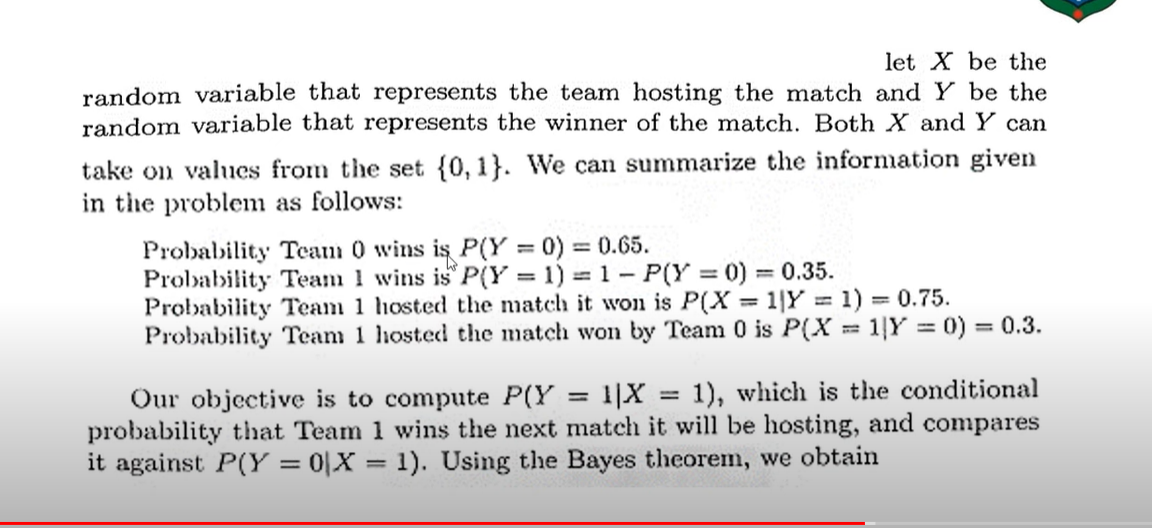 let X be the
random variable that represents the team hosting the match and Y be the
random variable that represents the winner of the match. Both X and Y can
take on values from the set {0, 1}. We can summarize the information given
in the problem as follows:
Probability Team 0 wins is P(Y = 0) = 0.65.
Probability Team 1 wins is P(Y = 1) = 1 − P(Y = 0) = 0.35.
Probability Team 1 hosted the match it won is P(X = 1|Y = 1) = 0.75.
Probability Team 1 hosted the match won by Team 0 is P(X = 1|Y = 0) = 0.3.
Our objective is to compute P(Y = 1|X = 1), which is the conditional
probability that Team 1 wins the next match it will be hosting, and compares
it against P(Y = 0|X = 1). Using the Bayes theorem, we obtain